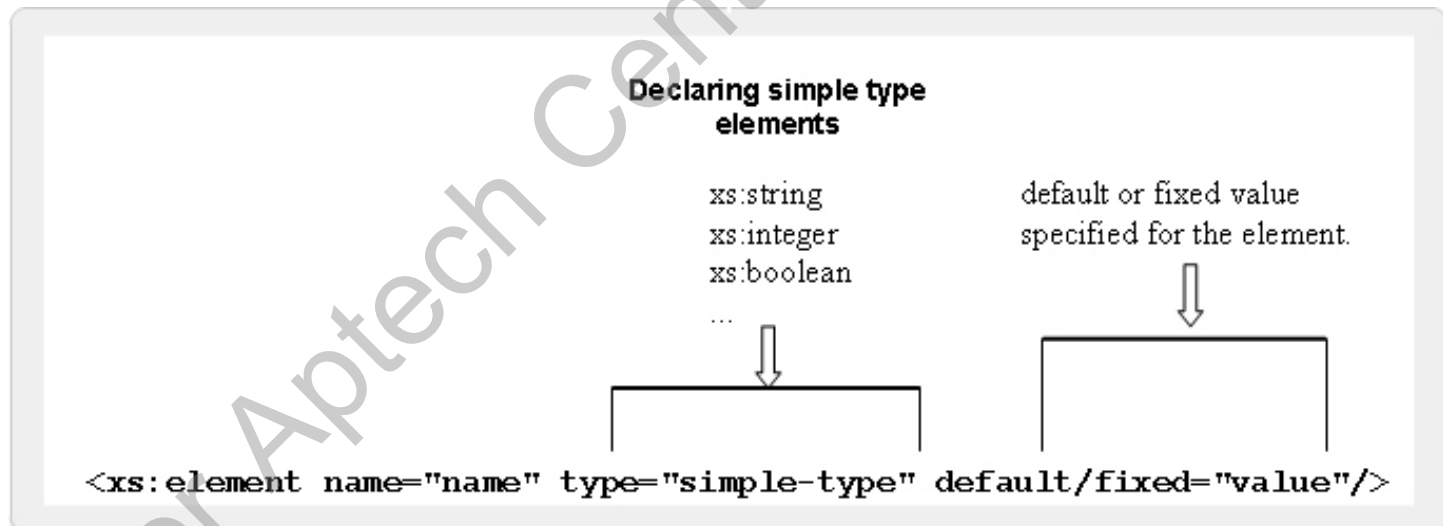 Declaring simple type
elements
xs:string
xs:integer
xs:boolean
...
default or fixed value
specified for the element.
<xs:element name="name" type="simple-type" default/fixed="value"/>
Aptech